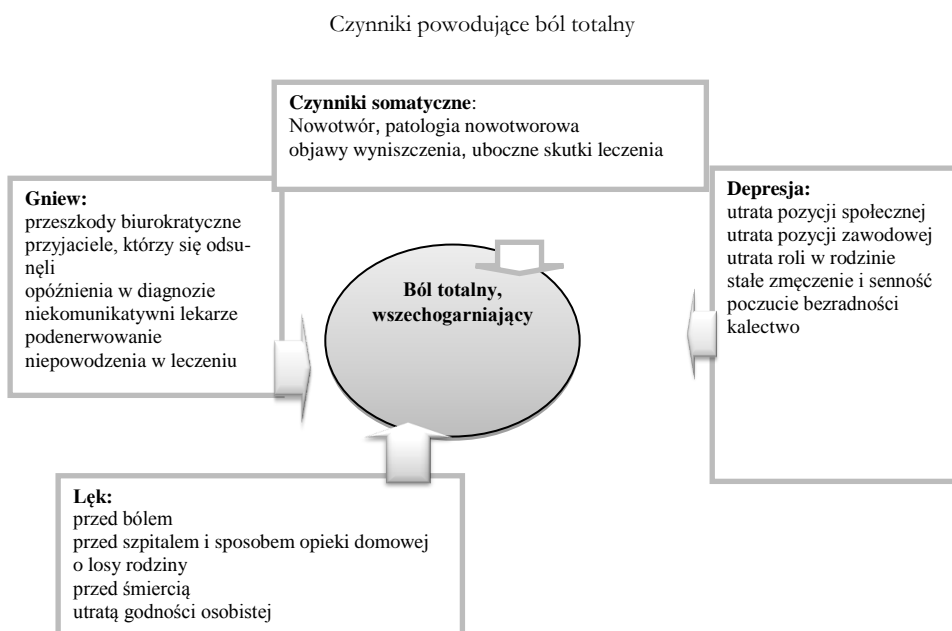 Czynniki powodujące ból totalny
Czynniki somatyczne:
Nowotwór, patologia nowotworowa
objawy wyniszczenia, uboczne skutki leczenia
Gniew:
przeszkody biurokratyczne
przyjaciele, którzy się odsu-
nęli
opóźnienia w diagnozie
niekomunikatywni lekarze
podenerwowanie
niepowodzenia w leczeniu
Ból totalny,
wszechogarniający
Depresja:
utrata pozycji społecznej
utrata pozycji zawodowej
utrata roli w rodzinie
stałe zmęczenie i senność
poczucie bezradności
kalectwo
Lęk:
przed bólem
przed szpitalem i sposobem opieki domowej
o losy rodziny
przed śmiercią
utratą godności osobistej